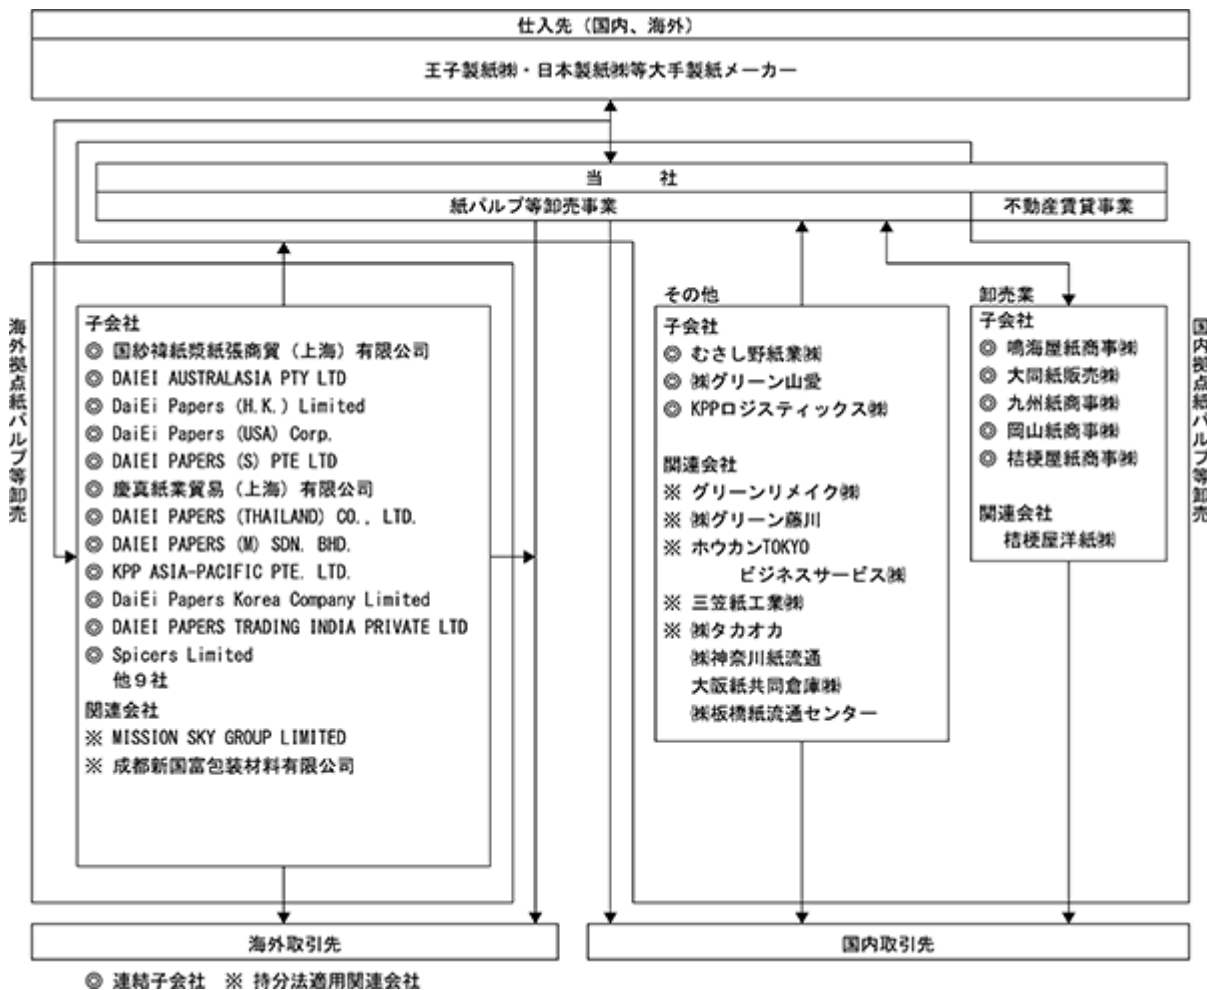 仕入先（国内、海外）
王子製紙㈱・日本製紙㈱等大手製紙メーカー
当　　社
紙パルプ等卸売事業
不動産賃貸事業
海外拠点紙パルプ等卸売
子会社
◎ 国紗褘紙漿紙張商貿（上海）有限公司
◎ DAIEI AUSTRALASIA PTY LTD
◎ DaiEi Papers (H.K.) Limited
◎ DaiEi Papers (USA) Corp.
◎ DAIEI PAPERS (S) PTE LTD
◎ 慶真紙業貿易（上海）有限公司
◎ DAIEI PAPERS (THAILAND) CO., LTD.
◎ DAIEI PAPERS (M) SDN. BHD.
◎ KPP ASIA-PACIFIC PTE. LTD.
◎ DaiEi Papers Korea Company Limited
◎ DAIEI PAPERS TRADING INDIA PRIVATE LTD
◎ Spicers Limited
他９社
関連会社
※ MISSION SKY GROUP LIMITED
※ 成都新国富包装材料有限公司
その他
子会社
◎ むさし野紙業㈱
◎ ㈱グリーン山愛
◎ KPPロジスティックス㈱
関連会社
※ グリーンリメイク㈱
※ ㈱グリーン藤川
※ ホウカンTOKYO
ビジネスサービス㈱
※ 三笠紙工業㈱
※ ㈱タカオカ
㈱神奈川紙流通
大阪紙共同倉庫㈱
㈱板橋紙流通センター
卸売業
子会社
◎ 鳴海屋紙商事㈱
◎ 大同紙販売㈱
◎ 九州紙商事㈱
◎ 岡山紙商事㈱
◎ 桔梗屋紙商事㈱
関連会社
桔梗屋洋紙㈱
国内拠点紙パルプ等卸売
海外取引先
国内取引先
◎ 連結子会社　※ 持分法適用関連会社